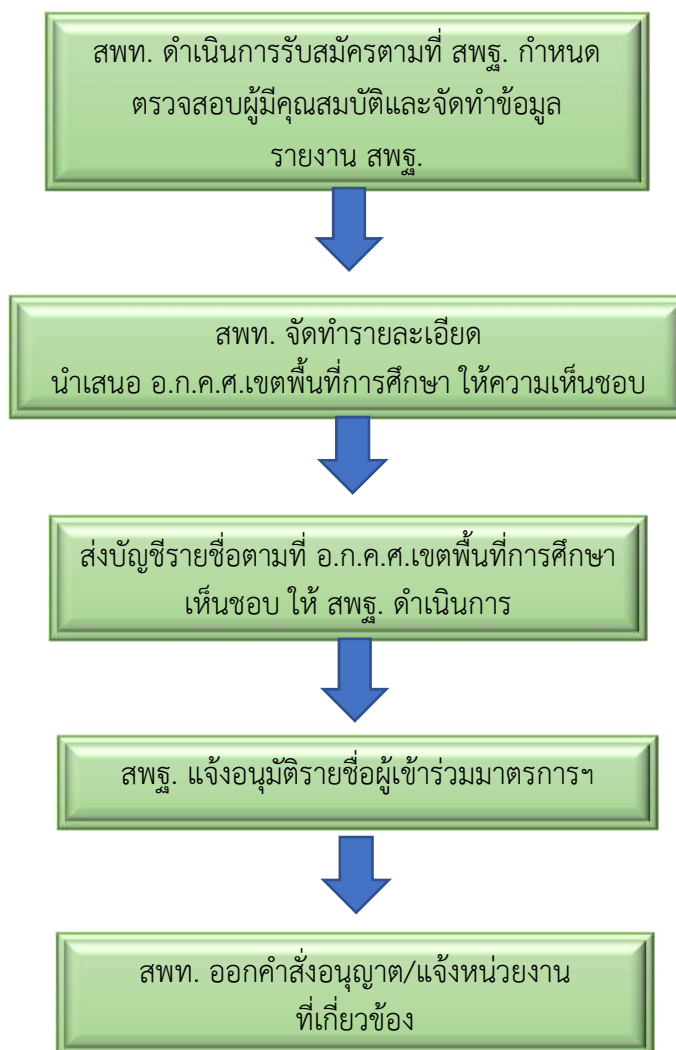 สพท. ดำเนินการรับสมัครตามที่ สพฐ. กำหนด
ตรวจสอบผู้มีคุณสมบัติและจัดทำข้อมูล
รายงาน สพฐ.
สพท. จัดทำรายละเอียด
นำเสนอ อ.ก.ค.ศ.เขตพื้นที่การศึกษา ให้ความเห็นชอบ
ส่งบัญชีรายชื่อตามที่ อ.ก.ค.ศ.เขตพื้นที่การศึกษา
เห็นชอบ ให้ สพฐ. ดำเนินการ
สพฐ. แจ้งอนุมัติรายชื่อผู้เข้าร่วมมาตรการฯ
สพท. ออกคำสั่งอนุญาต/แจ้งหน่วยงาน
ที่เกี่ยวข้อง